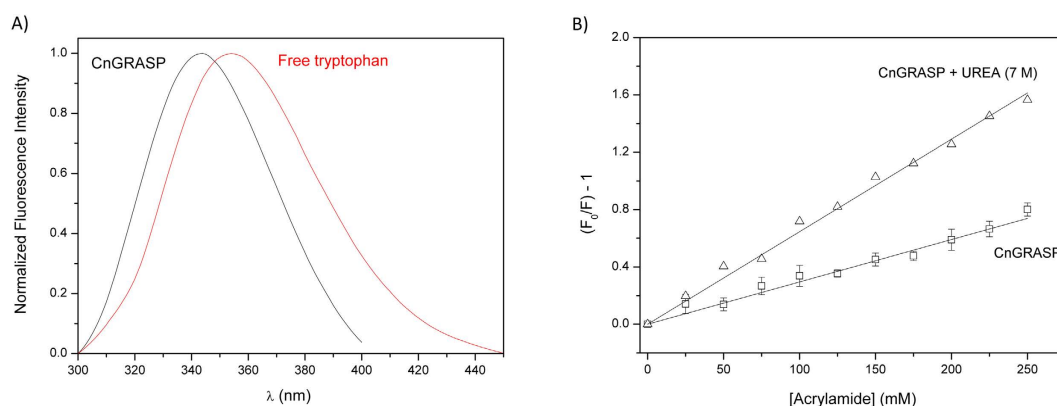 A)
CnGRASP
Free tryptophan
Normalized Fluorescence Intensity
1.0
0.8
0.6
0.4
0.2
0.0
300 320 340 360 380 400 420 440
λ (nm)
B)
CnGRASP + UREA (7 M)
CnGRASP
(F₀/F) - 1
2.0
1.6
1.2
0.8
0.4
0.0
0 50 100 150 200 250
[Acrylamide] (mM)